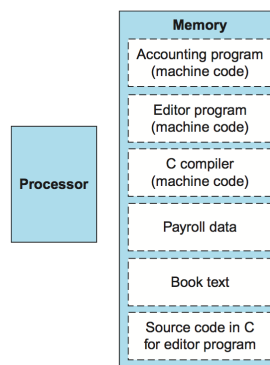 Memory
Accounting program
(machine code)
Editor program
(machine code)
C compiler
(machine code)
Processor
Payroll data
Book text
Source code in C
for editor program